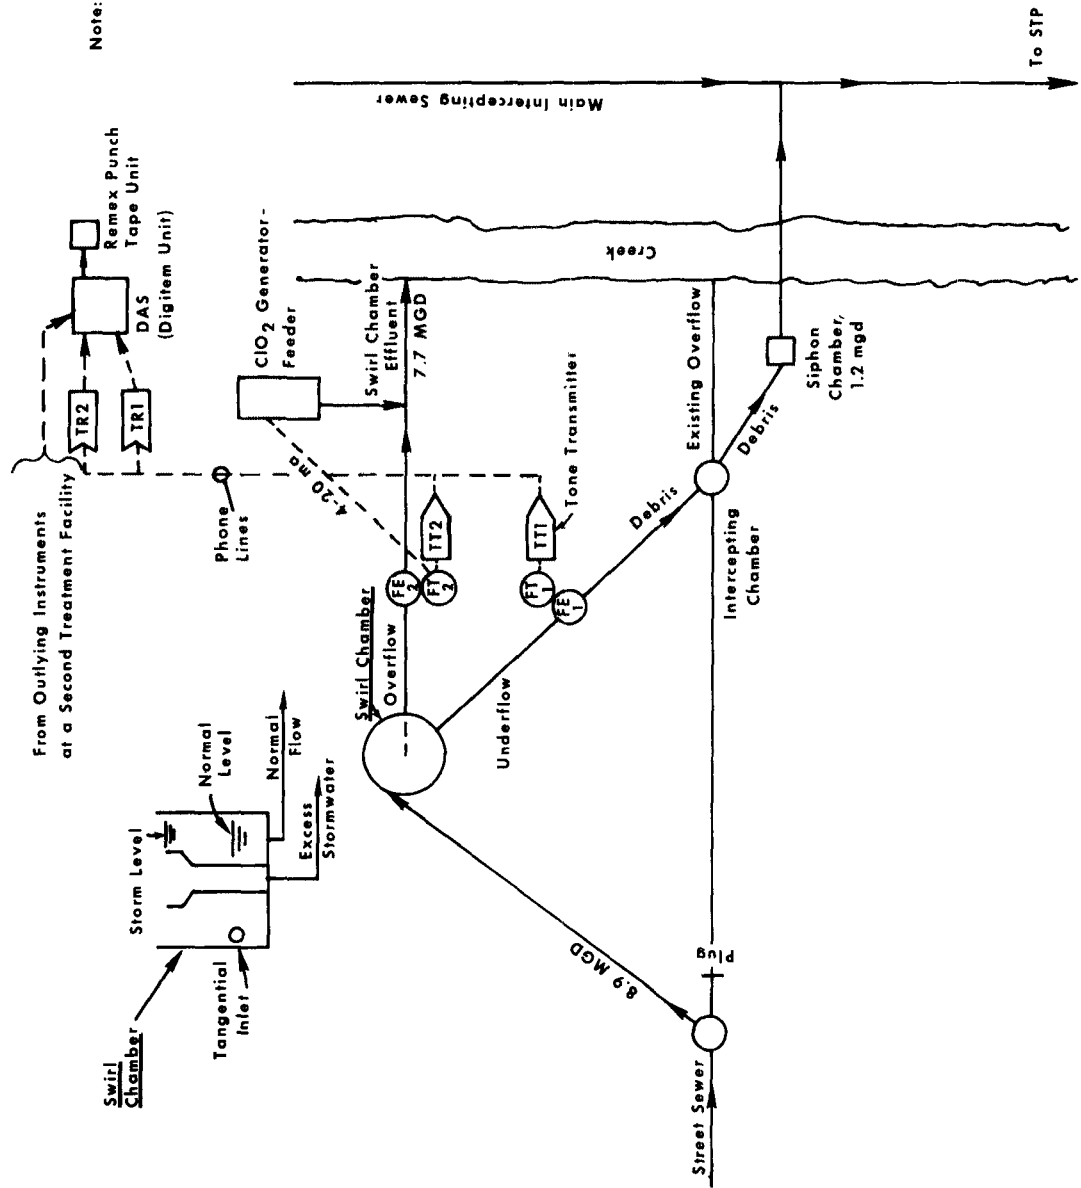 Note:
From Outlying Instruments
at a Second Treatment Facility
TR2
TR1
DAS
(Digitem Unit)
Remex Punch
Tape Unit
Phone
Lines
ClO2 Generator-
Feeder
4-20 ma
Swirl
Chamber
Storm Level
Normal
Level
Normal
Flow
Excess
Stormwater
Tangential
Inlet
Swirl Chamber
Overflow
FE
2
FT
2
TT2
Swirl Chamber
Effluent
7.7 MGD
FT
1
FE
1
TT1
Tone Transmitter
Underflow
Debris
Debris
8.9 MGD
Street Sewer
Plug
Intercepting
Chamber
Existing Overflow
Siphon
Chamber,
1.2 mgd
Creek
Main Intercepting Sewer
To STP